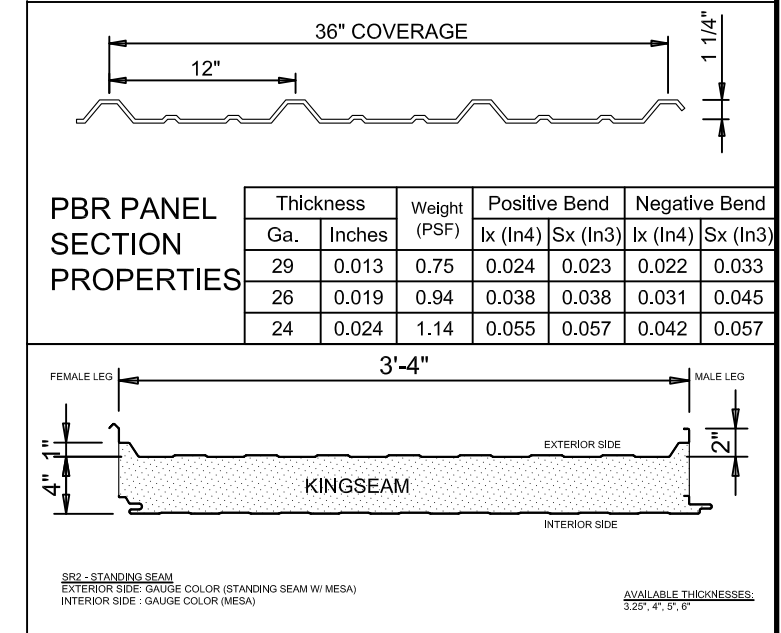 36" COVERAGE
12"
1 1/4"
PBR PANEL
SECTION
PROPERTIES
Thickness Weight (PSF) Positive Bend Negative Bend
Ga. Inches Ix (In4) Sx (In3) Ix (In4) Sx (In3)
29 0.013 0.75 0.024 0.023 0.022 0.033
26 0.019 0.94 0.038 0.038 0.031 0.045
24 0.024 1.14 0.055 0.057 0.042 0.057
3'-4"
FEMALE LEG
MALE LEG
1"
2"
EXTERIOR SIDE
4"
KINGSEAM
INTERIOR SIDE
SR2 - STANDING SEAM
EXTERIOR SIDE: GAUGE COLOR (STANDING SEAM W/ MESA)
INTERIOR SIDE : GAUGE COLOR (MESA)
AVAILABLE THICKNESSES:
3.25", 4", 5", 6"